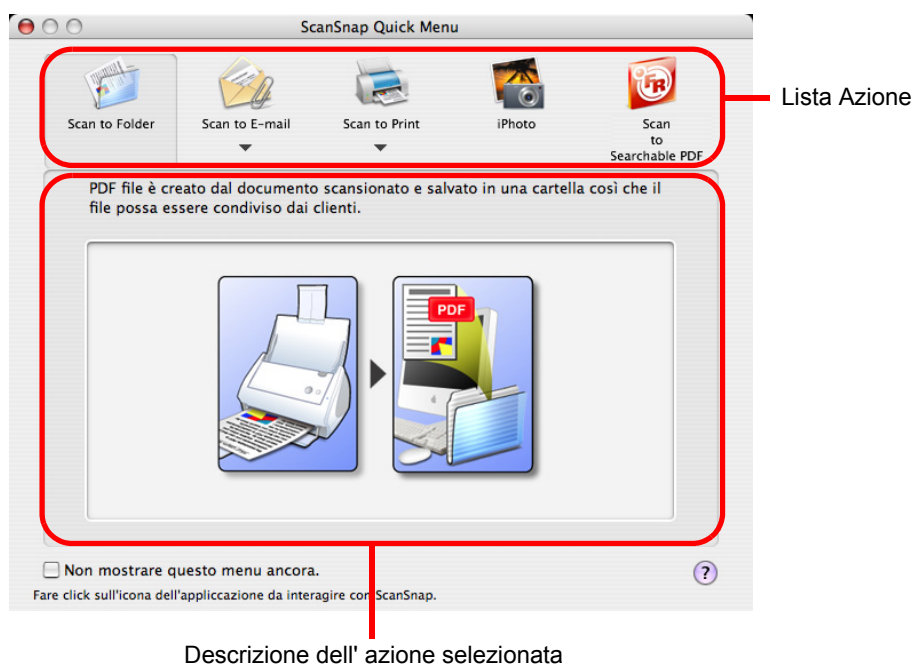 ScanSnap Quick Menu
Scan to Folder
Scan to E-mail
Scan to Print
iPhoto
Scan
to
Searchable PDF
Lista Azione
PDF file è creato dal documento scansionato e salvato in una cartella così che il
file possa essere condiviso dai clienti.
PDF
Non mostrare questo menu ancora.
?
Fare click sull'icona dell'appliccazione da interagire con ScanSnap.
Descrizione dell' azione selezionata